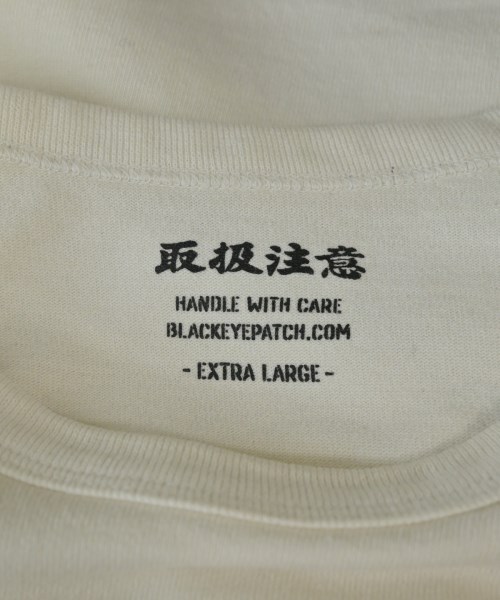 取扱注意
HANDLE WITH CARE
BLACKEYEPATCH.COM
- EXTRA LARGE -